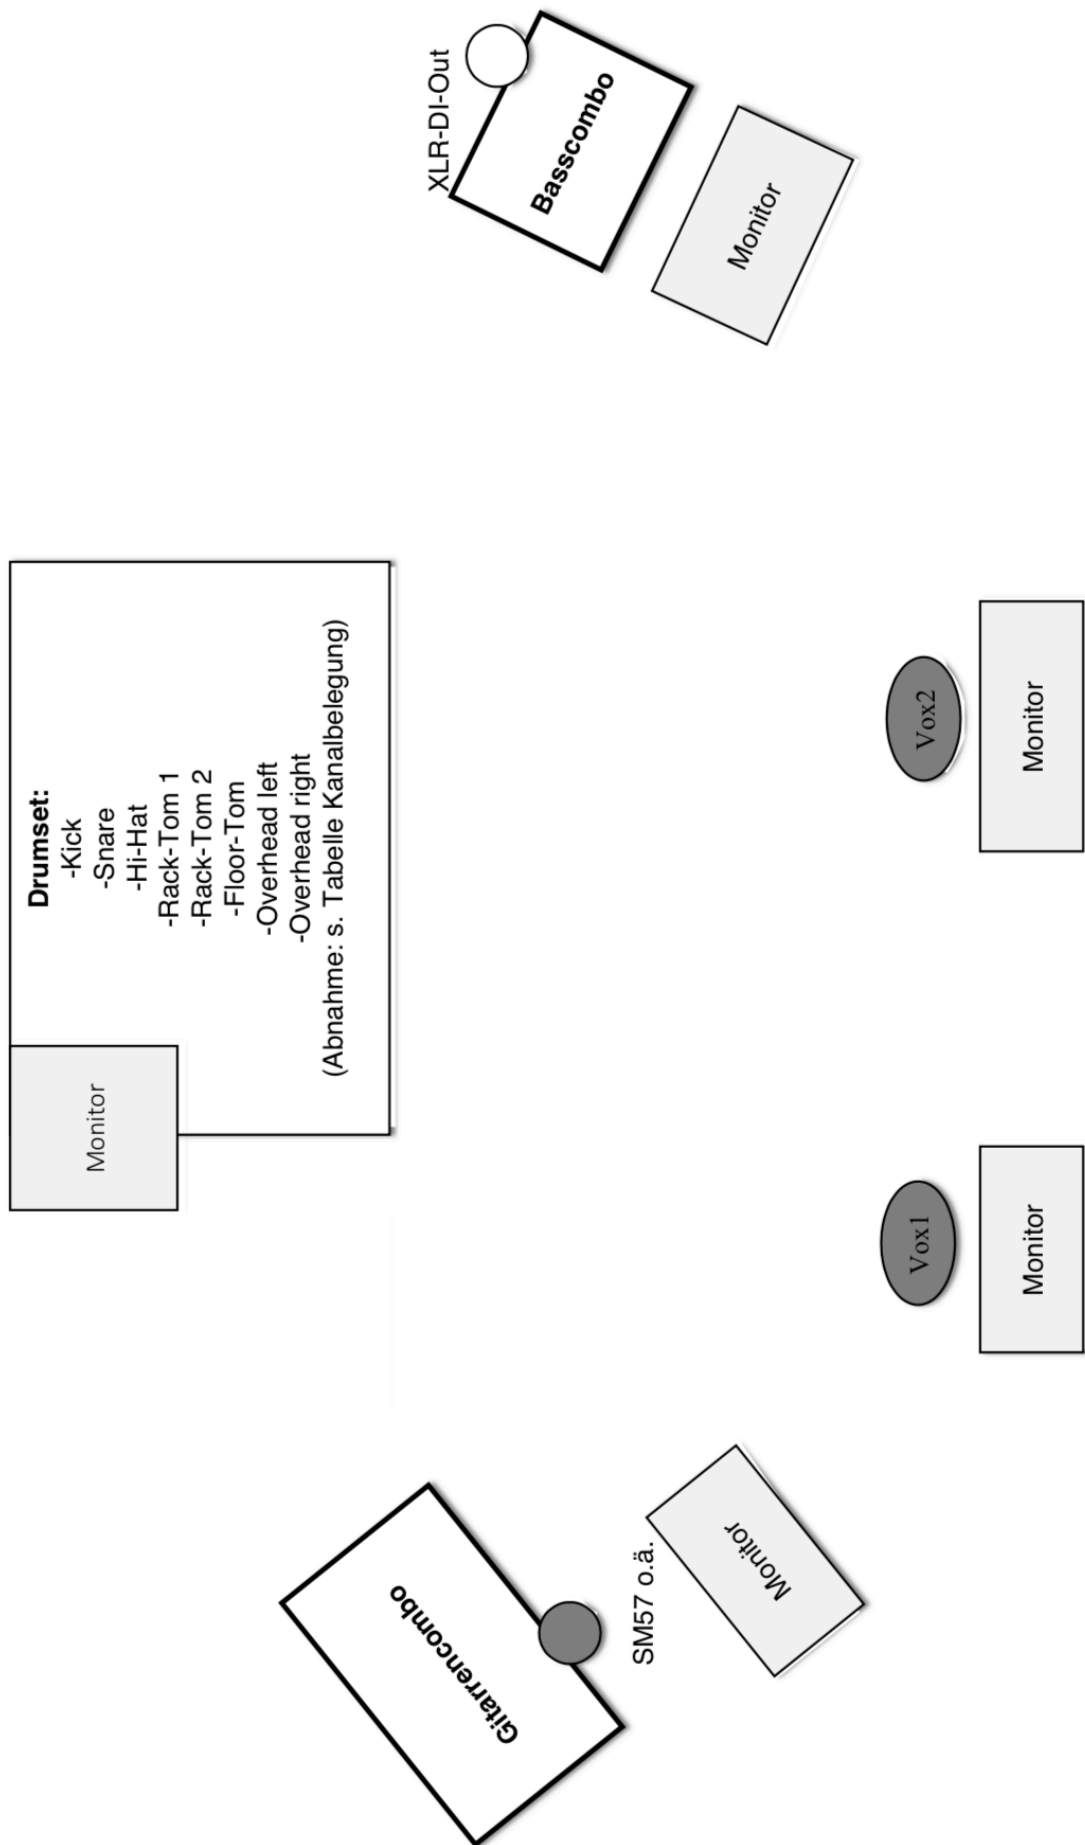 Drumset:
-Kick
-Snare
-Hi-Hat
-Rack-Tom 1
-Rack-Tom 2
-Floor-Tom
-Overhead left
-Overhead right
(Abnahme: s. Tabelle Kanalbelegung)
Monitor
Gitarrencombo
SM57 o.ä.
Monitor
XLR-DI-Out
Basscombo
Monitor
Vox1
Monitor
Vox2
Monitor